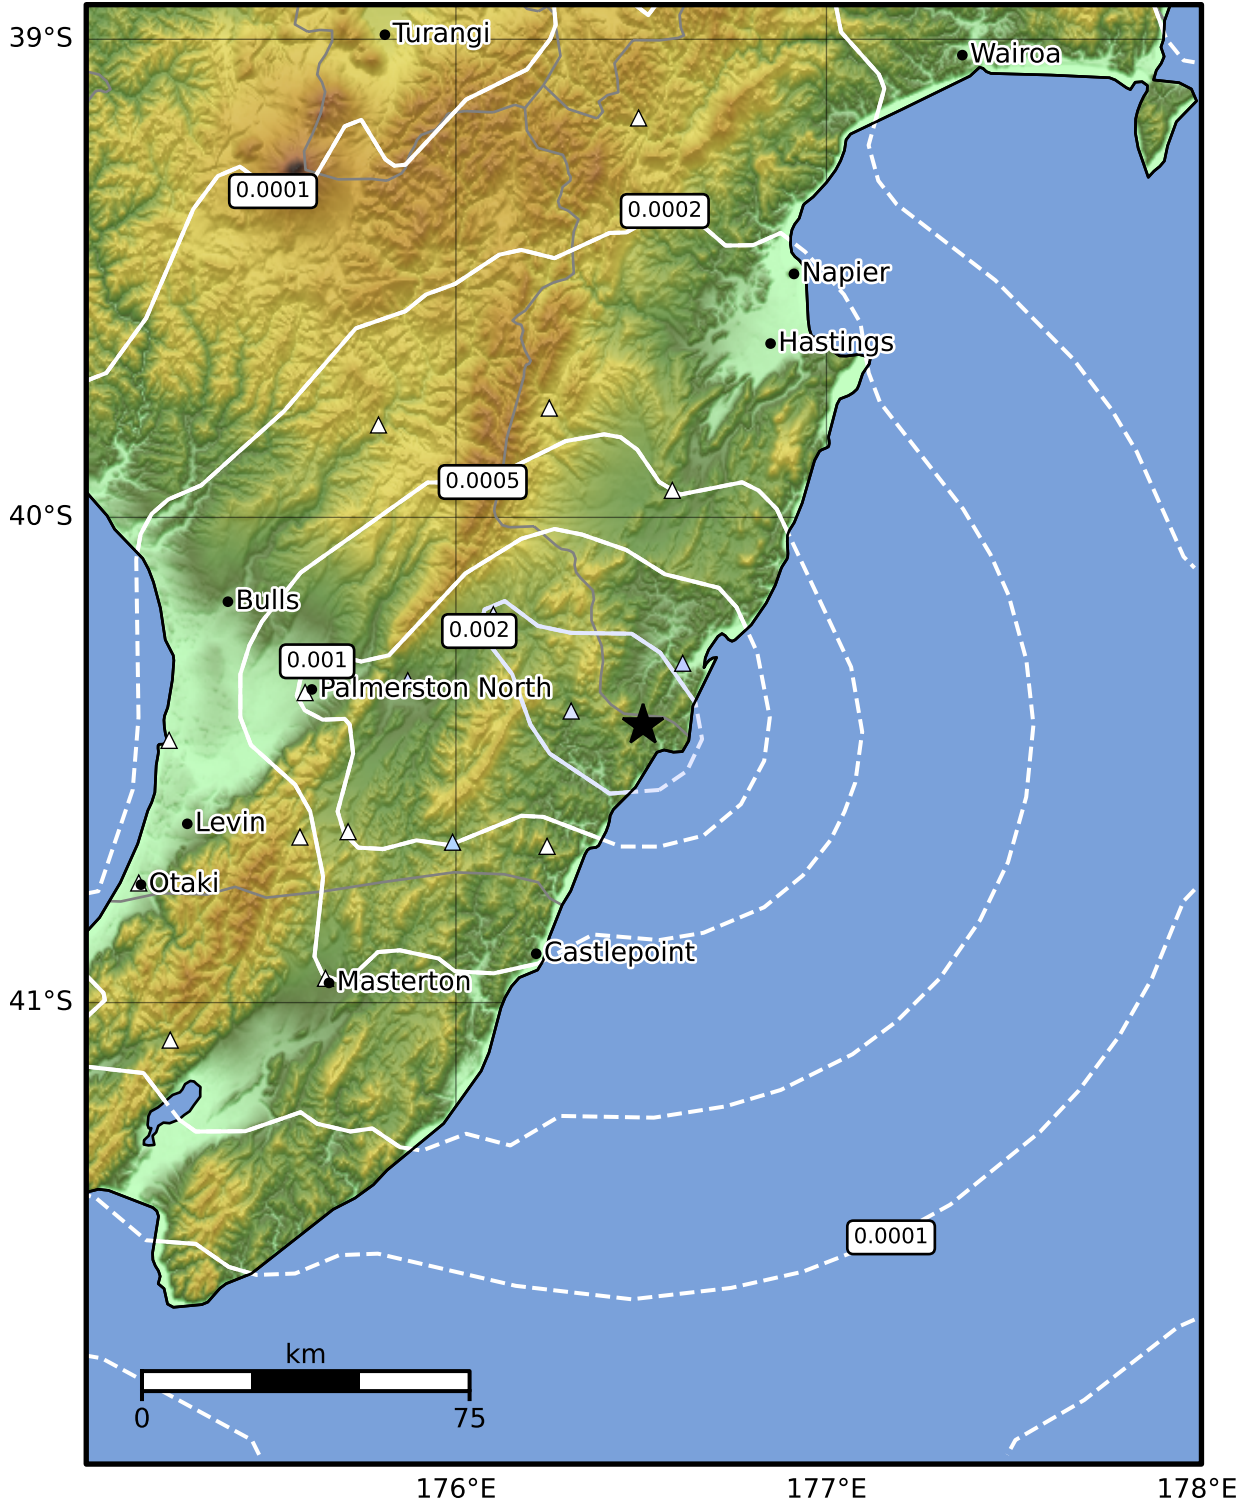 39°S
Turangi
Wairoa
0.0001
0.0002
Napier
Hastings
0.0005
40°S
Bulls
0.002
0.001
Palmerston North
Levin
Otaki
Castlepoint
Masterton
41°S
0.0001
km
0
75
176°E
177°E
178°E